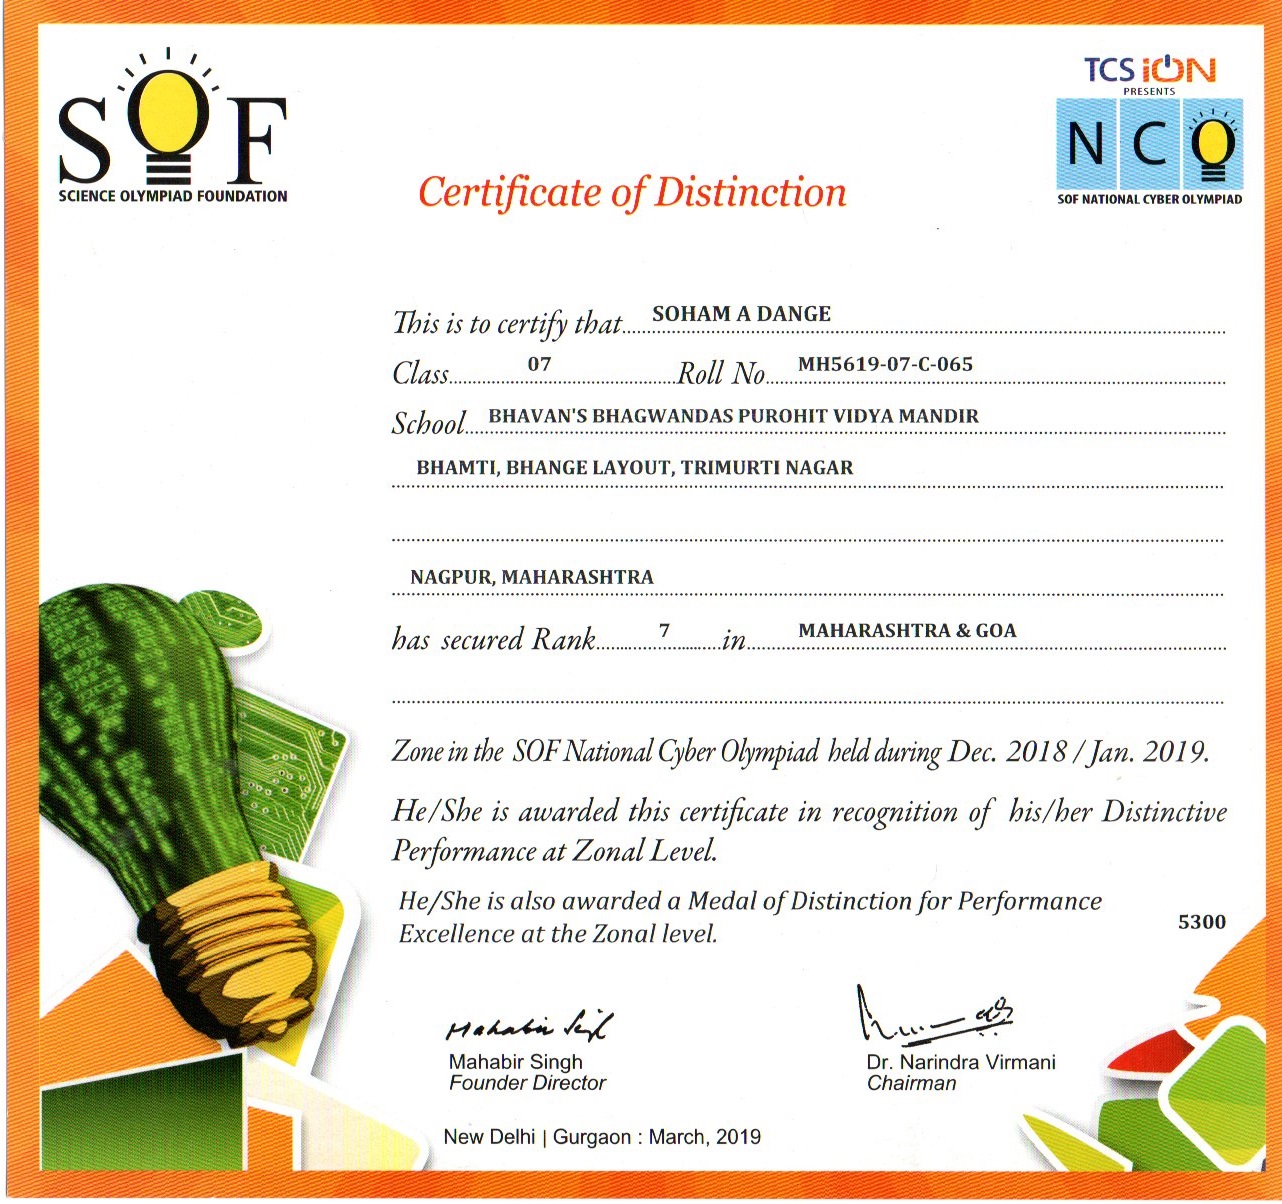 SOF
SCIENCE OLYMPIAD FOUNDATION
TCS iON
PRESENTS
NCO
SOF NATIONAL CYBER OLYMPIAD
Certificate of Distinction
This is to certify that SOHAM A DANGE
Class 07 Roll No MH5619-07-C-065
School BHAVAN'S BHAGWANDAS PUROHIT VIDYA MANDIR
BHAMTI, BHANGE LAYOUT, TRIMURTI NAGAR
NAGPUR, MAHARASHTRA
has secured Rank 7 in MAHARASHTRA & GOA
Zone in the SOF National Cyber Olympiad held during Dec. 2018 / Jan. 2019.
He/She is awarded this certificate in recognition of his/her Distinctive
Performance at Zonal Level.
He/She is also awarded a Medal of Distinction for Performance
Excellence at the Zonal level.
5300
Mahabir Singh
Mahabir Singh
Founder Director
Dr. Narindra Virmani
Chairman
New Delhi | Gurgaon : March, 2019